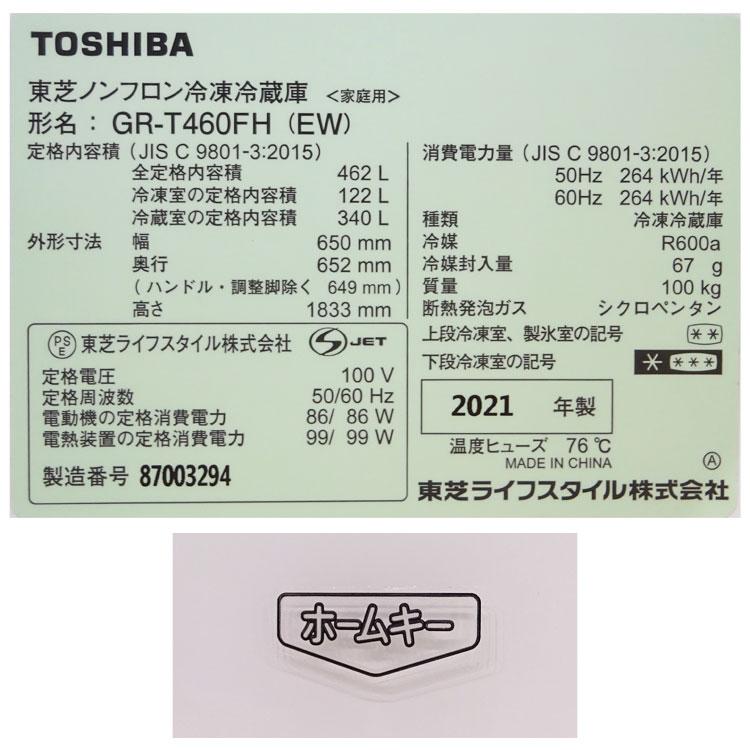 TOSHIBA
東芝ノンフロン冷凍冷蔵庫 <家庭用>
形名: GR-T460FH (EW)
定格内容積 (JIS C 9801-3:2015)
全定格内容積 462 L
冷凍室の定格内容積 122 L
冷蔵室の定格内容積 340 L
外形寸法 幅 650 mm
奥行 652 mm
(ハンドル・調整脚除く 649 mm)
高さ 1833 mm
PSE 東芝ライフスタイル株式会社 S JET
定格電圧 100 V
定格周波数 50/60 Hz
電動機の定格消費電力 86/ 86 W
電熱装置の定格消費電力 99/ 99 W
製造番号 87003294
消費電力量 (JIS C 9801-3:2015)
50Hz 264 kWh/年
60Hz 264 kWh/年
種類 冷凍冷蔵庫
冷媒 R600a
冷媒封入量 67 g
質量 100 kg
断熱発泡ガス シクロペンタン
上段冷凍室、製氷室の記号 **
下段冷凍室の記号 * ***
2021 年製
温度ヒューズ 76℃
MADE IN CHINA
Ⓐ
東芝ライフスタイル株式会社
ホームキー